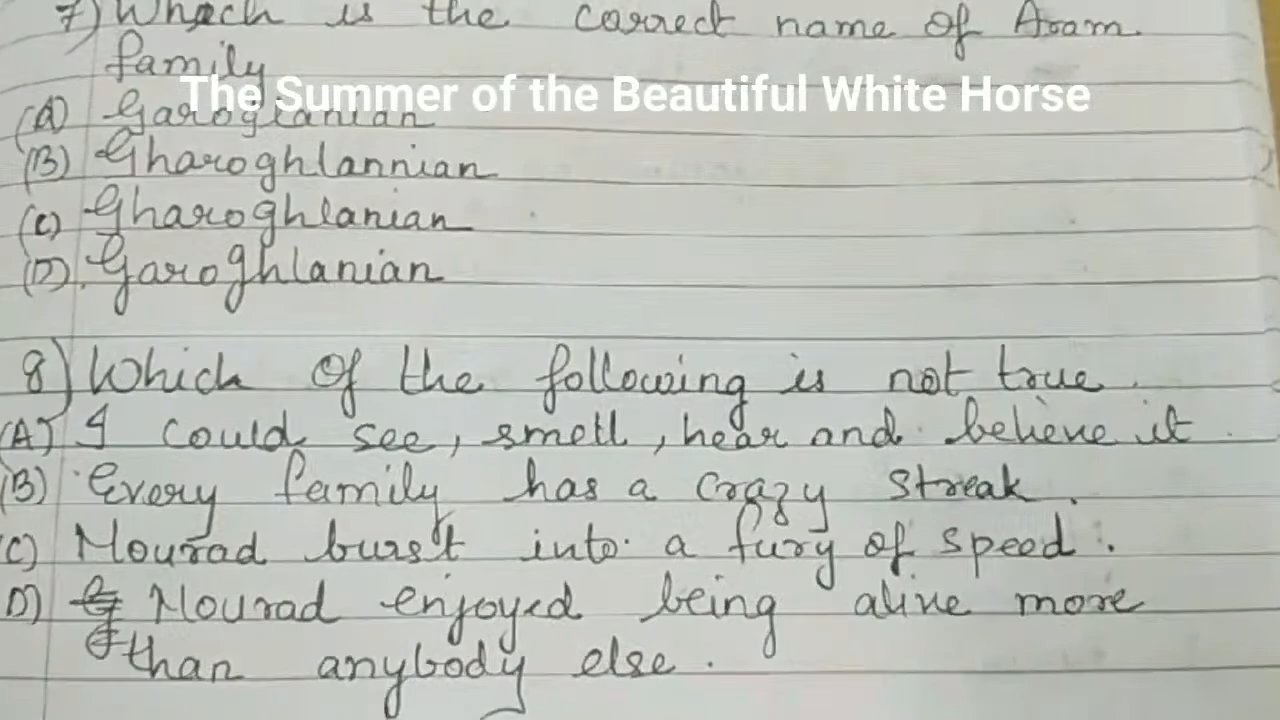 7) Which is the correct name of Aram
family
The Summer of the Beautiful White Horse
(A) Garoglanian
(B) Gharoghlannian
(C) Gharoghlanian
(D) Garoghlanian
8) Which of the following is not true.
(A) I could see, smell, hear and believe it.
(B) Every family has a crazy streak.
(C) Mourad burst into a fury of speed.
(D) Mourad enjoyed being alive more
than anybody else.